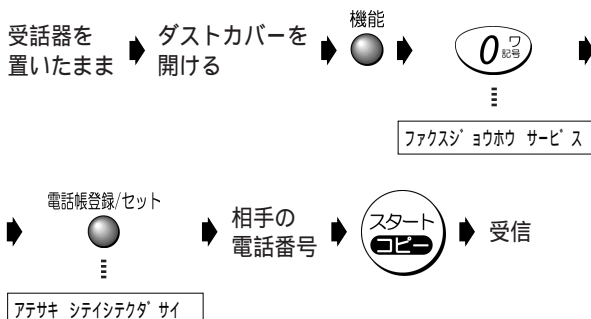 受話器を
置いたまま
ダストカバーを
開ける
機能
0 ワ
記号
ファクスジョウホウ サービス
電話帳登録/セット
アテサキ シテイシテクダサイ
相手の
電話番号
スタート
コピー
受信